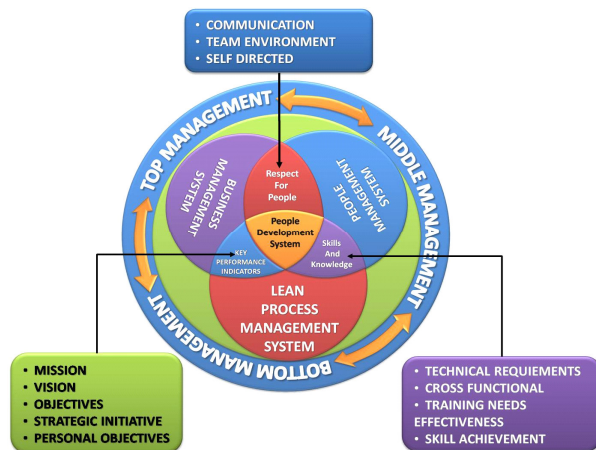 • COMMUNICATION
• TEAM ENVIRONMENT
• SELF DIRECTED
TOP MANAGEMENT
MIDDLE MANAGEMENT
BUSINESS
MANAGEMENT
SYSTEM
Respect
For
People
PEOPLE
MANAGEMENT
SYSTEM
People
Development
System
KEY
PERFORMANCE
INDICATORS
Skills
And
Knowledge
LEAN
PROCESS
MANAGEMENT
SYSTEM
BOTTOM MANAGEMENT
• MISSION
• VISION
• OBJECTIVES
• STRATEGIC INITIATIVE
• PERSONAL OBJECTIVES
• TECHNICAL REQUIEMENTS
• CROSS FUNCTIONAL
• TRAINING NEEDS
EFFECTIVENESS
• SKILL ACHIEVEMENT